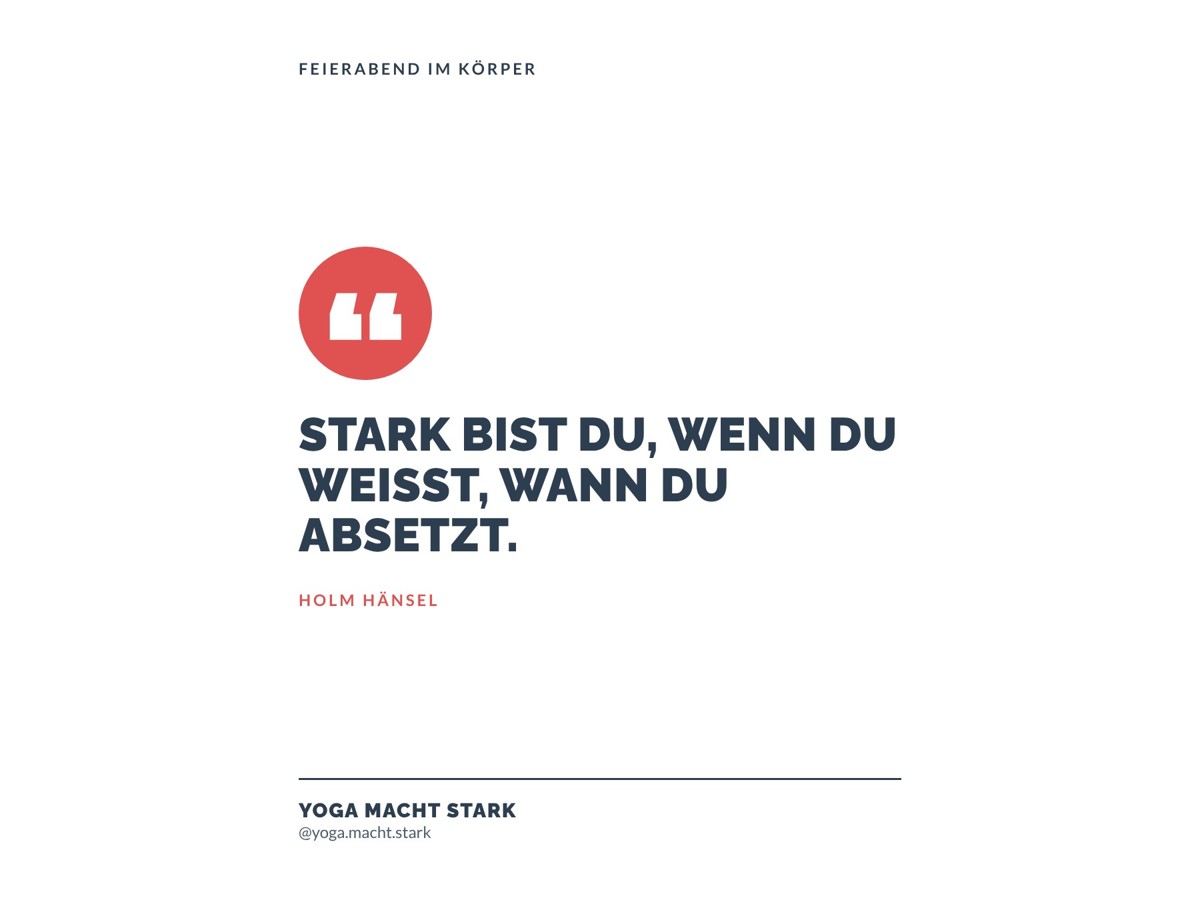 FEIERABEND IM KÖRPER
“
STARK BIST DU, WENN DU
WEISST, WANN DU
ABSETZT.
HOLM HÄNSEL
YOGA MACHT STARK
@yoga.macht.stark